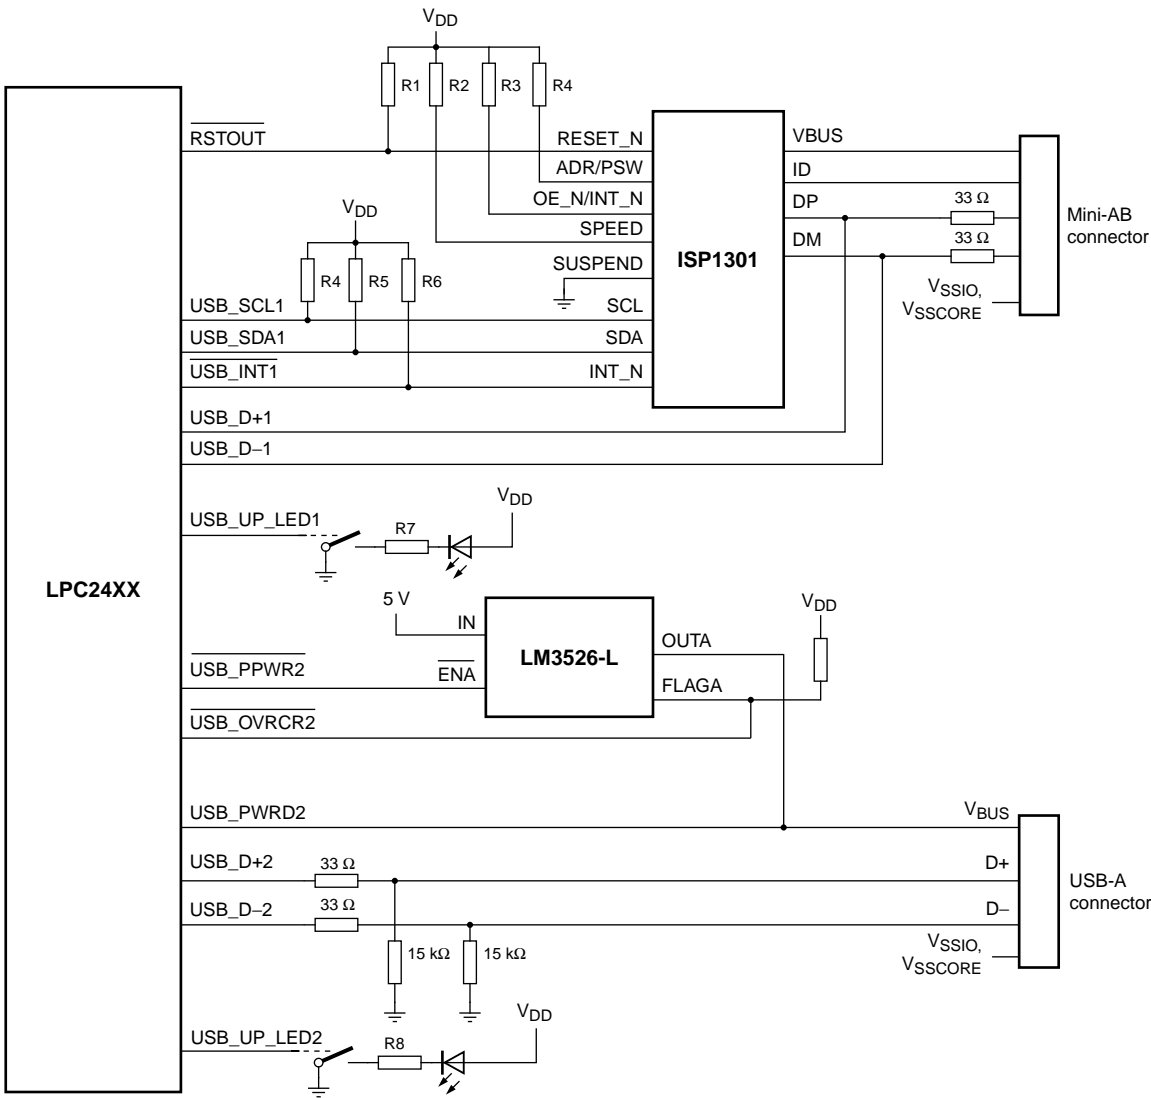 VDD
R1 R2 R3 R4
RSTOUT
RESET_N
ADR/PSW
OE_N/INT_N
SPEED
SUSPEND
SCL
SDA
INT_N
ISP1301
VBUS
ID
DP
DM
33 Ω
33 Ω
Mini-AB
connector
VSSIO,
VSSCORE
VDD
R4 R5 R6
USB_SCL1
USB_SDA1
USB_INT1
USB_D+1
USB_D−1
USB_UP_LED1
R7
VDD
LPC24XX
5 V
IN
ENA
LM3526-L
OUTA
FLAGA
VDD
USB_PPWR2
USB_OVRCR2
USB_PWRD2
VBUS
USB_D+2
33 Ω
D+
USB_D−2
33 Ω
D−
USB-A
connector
15 kΩ
15 kΩ
VSSIO,
VSSCORE
USB_UP_LED2
R8
VDD